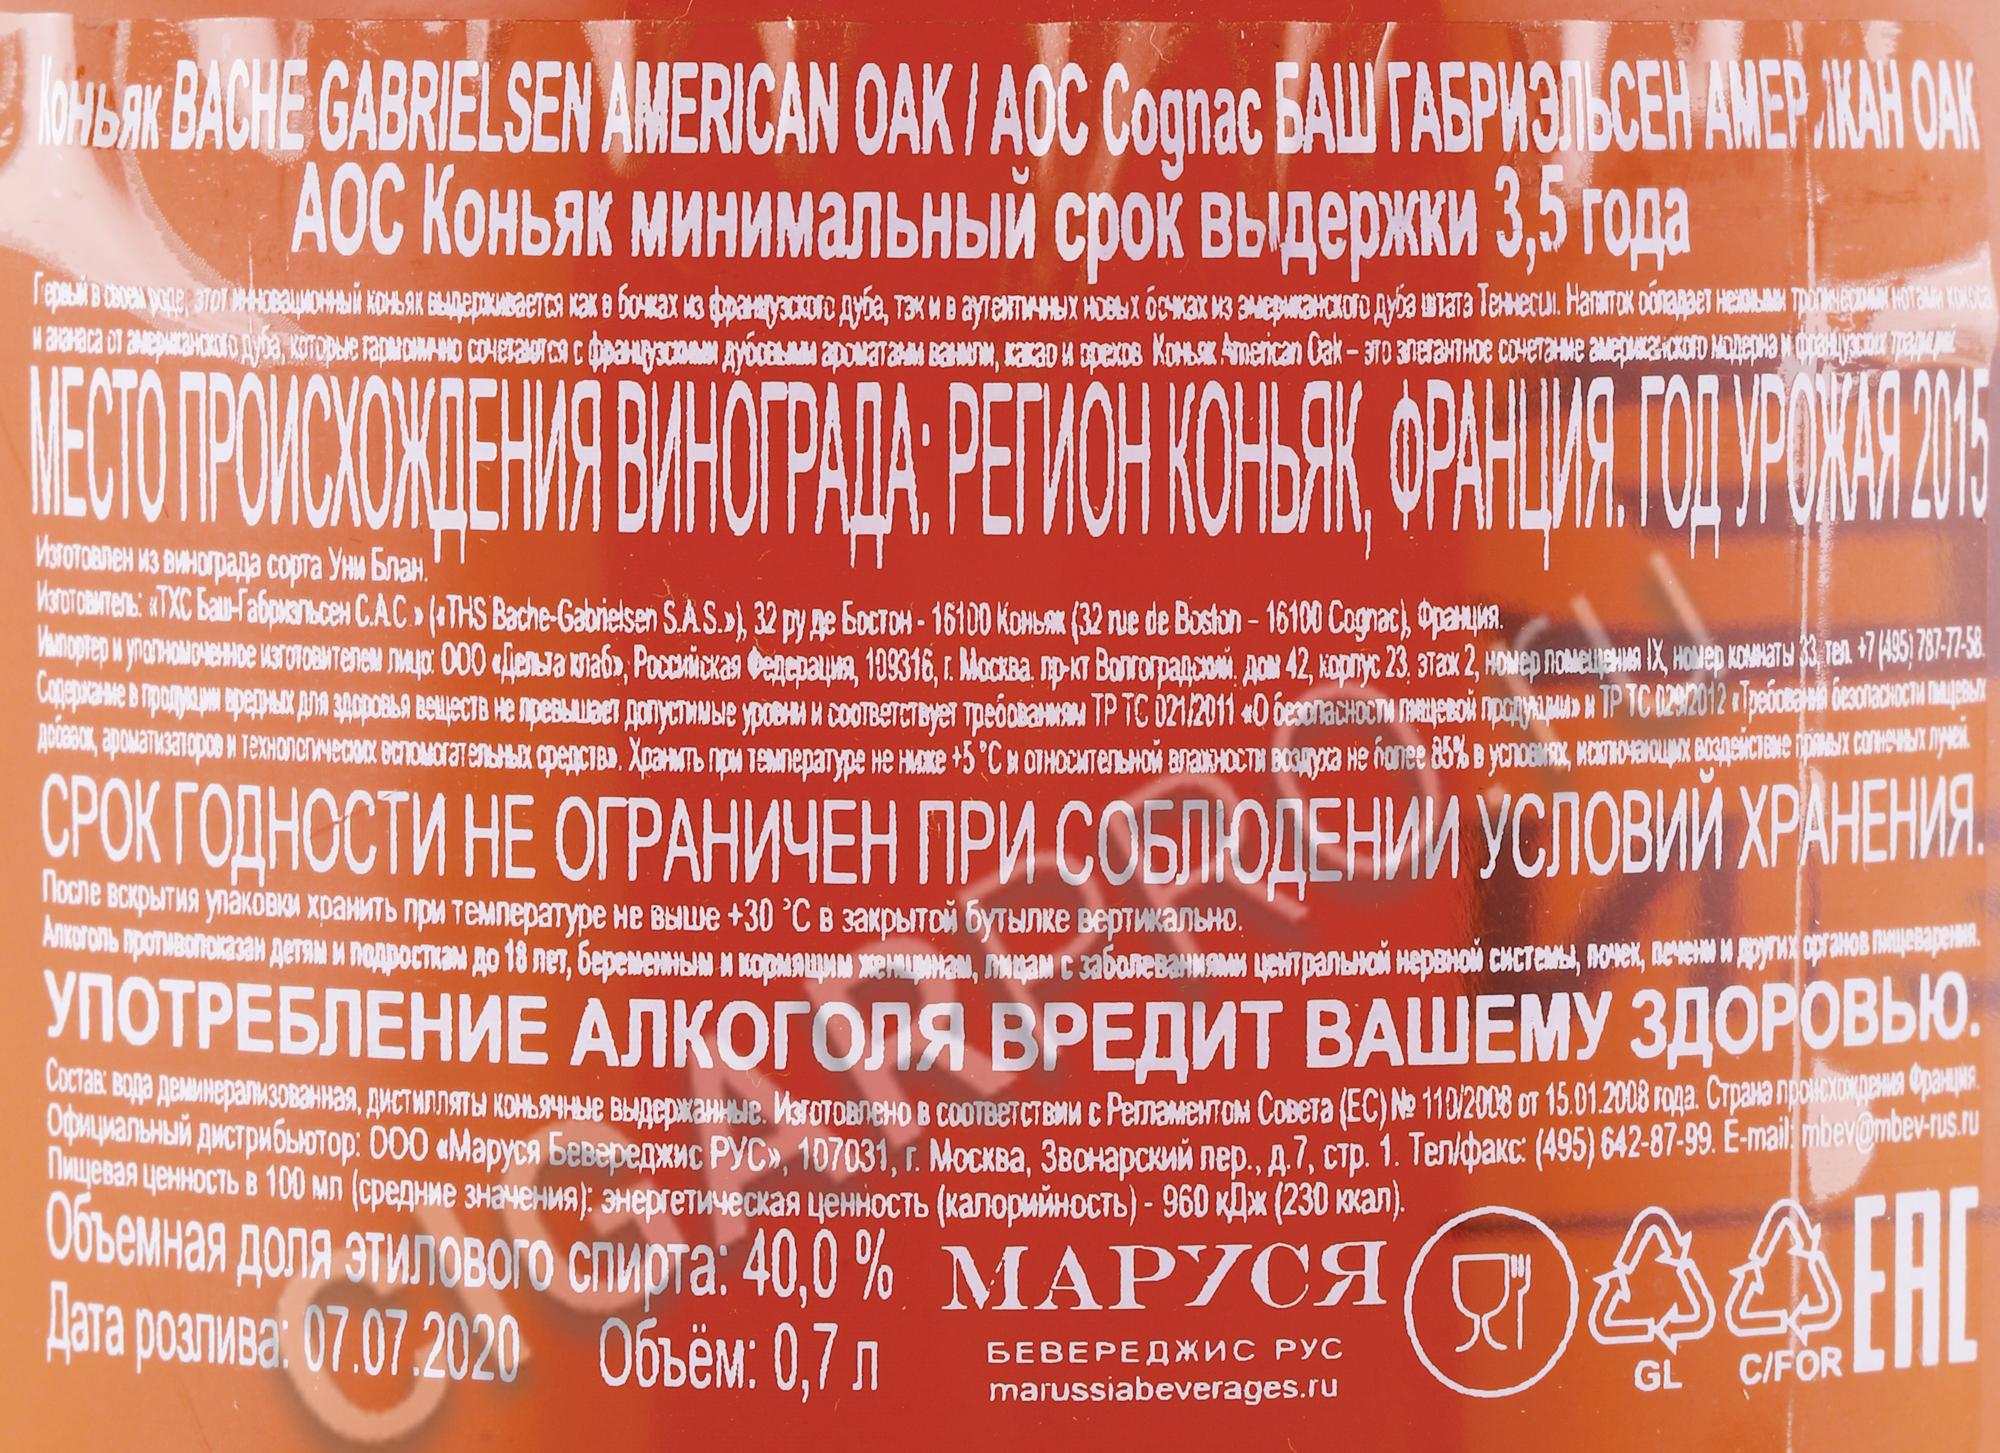 Коньяк BACHE GABRIELSEN AMERICAN OAK / AOC Cognac БАШ ГАБРИЭЛЬСЕН АМЕРИКАН ОАК
АОС Коньяк минимальный срок выдержки 3,5 года
Первый в своем роде, этот инновационный коньяк выдерживается как в бочках из французского дуба, так и в аутентичных новых бочках из американского дуба штата Теннесси. Напиток обладает нежными тропическими нотами кокоса
и ананаса от американского дуба, которые гармонично сочетаются с французскими дубовыми ароматами ванили, какао и орехов. Коньяк American Oak – это элегантное сочетание американского модерна и французских традиций.
МЕСТО ПРОИСХОЖДЕНИЯ ВИНОГРАДА: РЕГИОН КОНЬЯК, ФРАНЦИЯ. ГОД УРОЖАЯ 2015
Изготовлен из винограда сорта Уни Блан.
Изготовитель: «ТХС Баш-Габриэльсен С.А.С.» («THS Bache-Gabrielsen S.A.S.»), 32 ру де Бостон - 16100 Коньяк (32 rue de Boston – 16100 Cognac), Франция.
Импортер и уполномоченное изготовителем лицо: ООО «Дельта клаб», Российская Федерация, 109316, г. Москва, пр-кт Волгоградский, дом 42, корпус 23, этаж 2, номер помещения IX, номер комнаты 33, тел. +7 (495) 787-77-58.
Содержание в продукции вредных для здоровья веществ не превышает допустимые уровни и соответствует требованиям ТР ТС 021/2011 «О безопасности пищевой продукции» и ТР ТС 029/2012 «Требования безопасности пищевых
добавок, ароматизаторов и технологических вспомогательных средств». Хранить при температуре не ниже +5 °С и относительной влажности воздуха не более 85% в условиях, исключающих воздействие прямых солнечных лучей.
СРОК ГОДНОСТИ НЕ ОГРАНИЧЕН ПРИ СОБЛЮДЕНИИ УСЛОВИЙ ХРАНЕНИЯ.
После вскрытия упаковки хранить при температуре не выше +30 °С в закрытой бутылке вертикально.
Алкоголь противопоказан детям и подросткам до 18 лет, беременным и кормящим женщинам, лицам с заболеваниями центральной нервной системы, почек, печени и других органов пищеварения.
УПОТРЕБЛЕНИЕ АЛКОГОЛЯ ВРЕДИТ ВАШЕМУ ЗДОРОВЬЮ.
Состав: вода деминерализованная, дистилляты коньячные выдержанные. Изготовлено в соответствии с Регламентом Совета (ЕС) № 110/2008 от 15.01.2008 года. Страна происхождения Франция.
Официальный дистрибьютор: ООО «Маруся Бевереджис РУС», 107031, г. Москва, Звонарский пер., д.7, стр. 1. Тел/факс: (495) 642-87-99. E-mail: mbev@mbev-rus.ru
Пищевая ценность в 100 мл (средние значения): энергетическая ценность (калорийность) - 960 кДж (230 ккал).
Объемная доля этилового спирта: 40,0 %
Дата розлива: 07.07.2020 Объём: 0,7 л
МАРУСЯ
БЕВЕРЕДЖИС РУС
marussiabeverages.ru
GL
C/FOR
ЕАС
CIGARPRO.ru